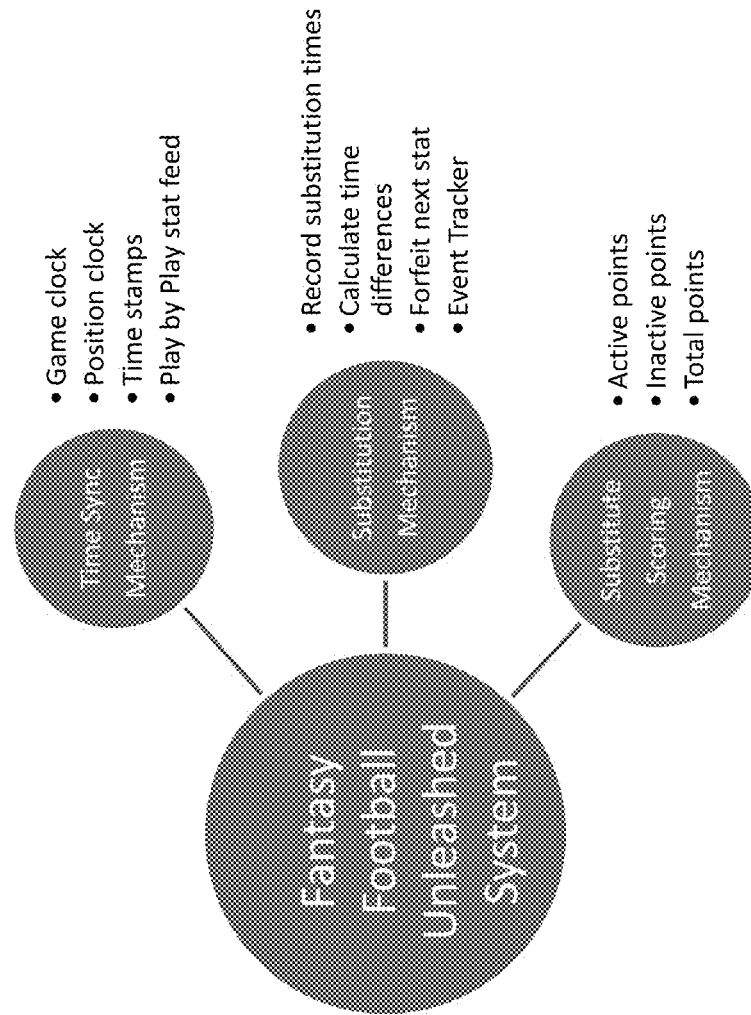 Fantasy
Football
Unleashed
System
Time Sync
Mechanism
• Game clock
• Position clock
• Time stamps
• Play by Play stat feed
Substitution
Mechanism
• Record substitution times
• Calculate time
differences
• Forfeit next stat
• Event Tracker
Substitute
Scoring
Mechanism
• Active points
• Inactive points
• Total points